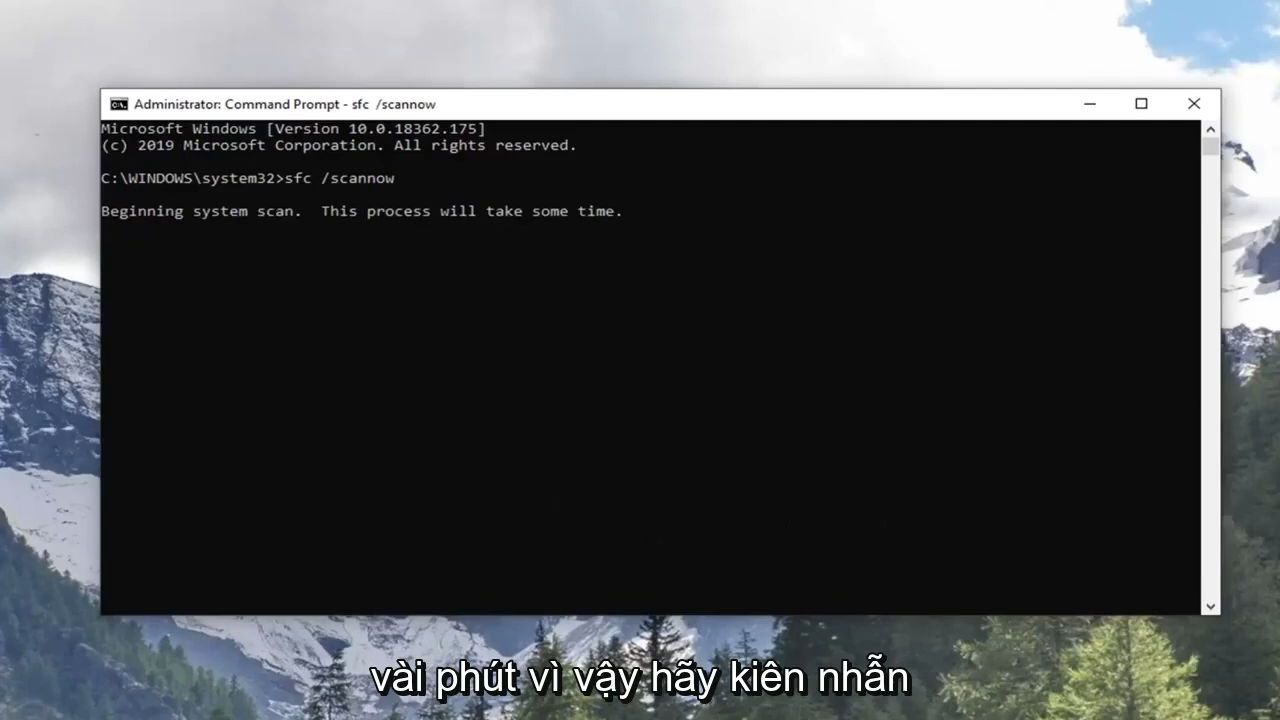 Administrator: Command Prompt - sfc /scannow
Microsoft Windows [Version 10.0.18362.175]
(c) 2019 Microsoft Corporation. All rights reserved.
C:\WINDOWS\system32>sfc /scannow
Beginning system scan.  This process will take some time.
vài phút vì vậy hãy kiên nhẫn